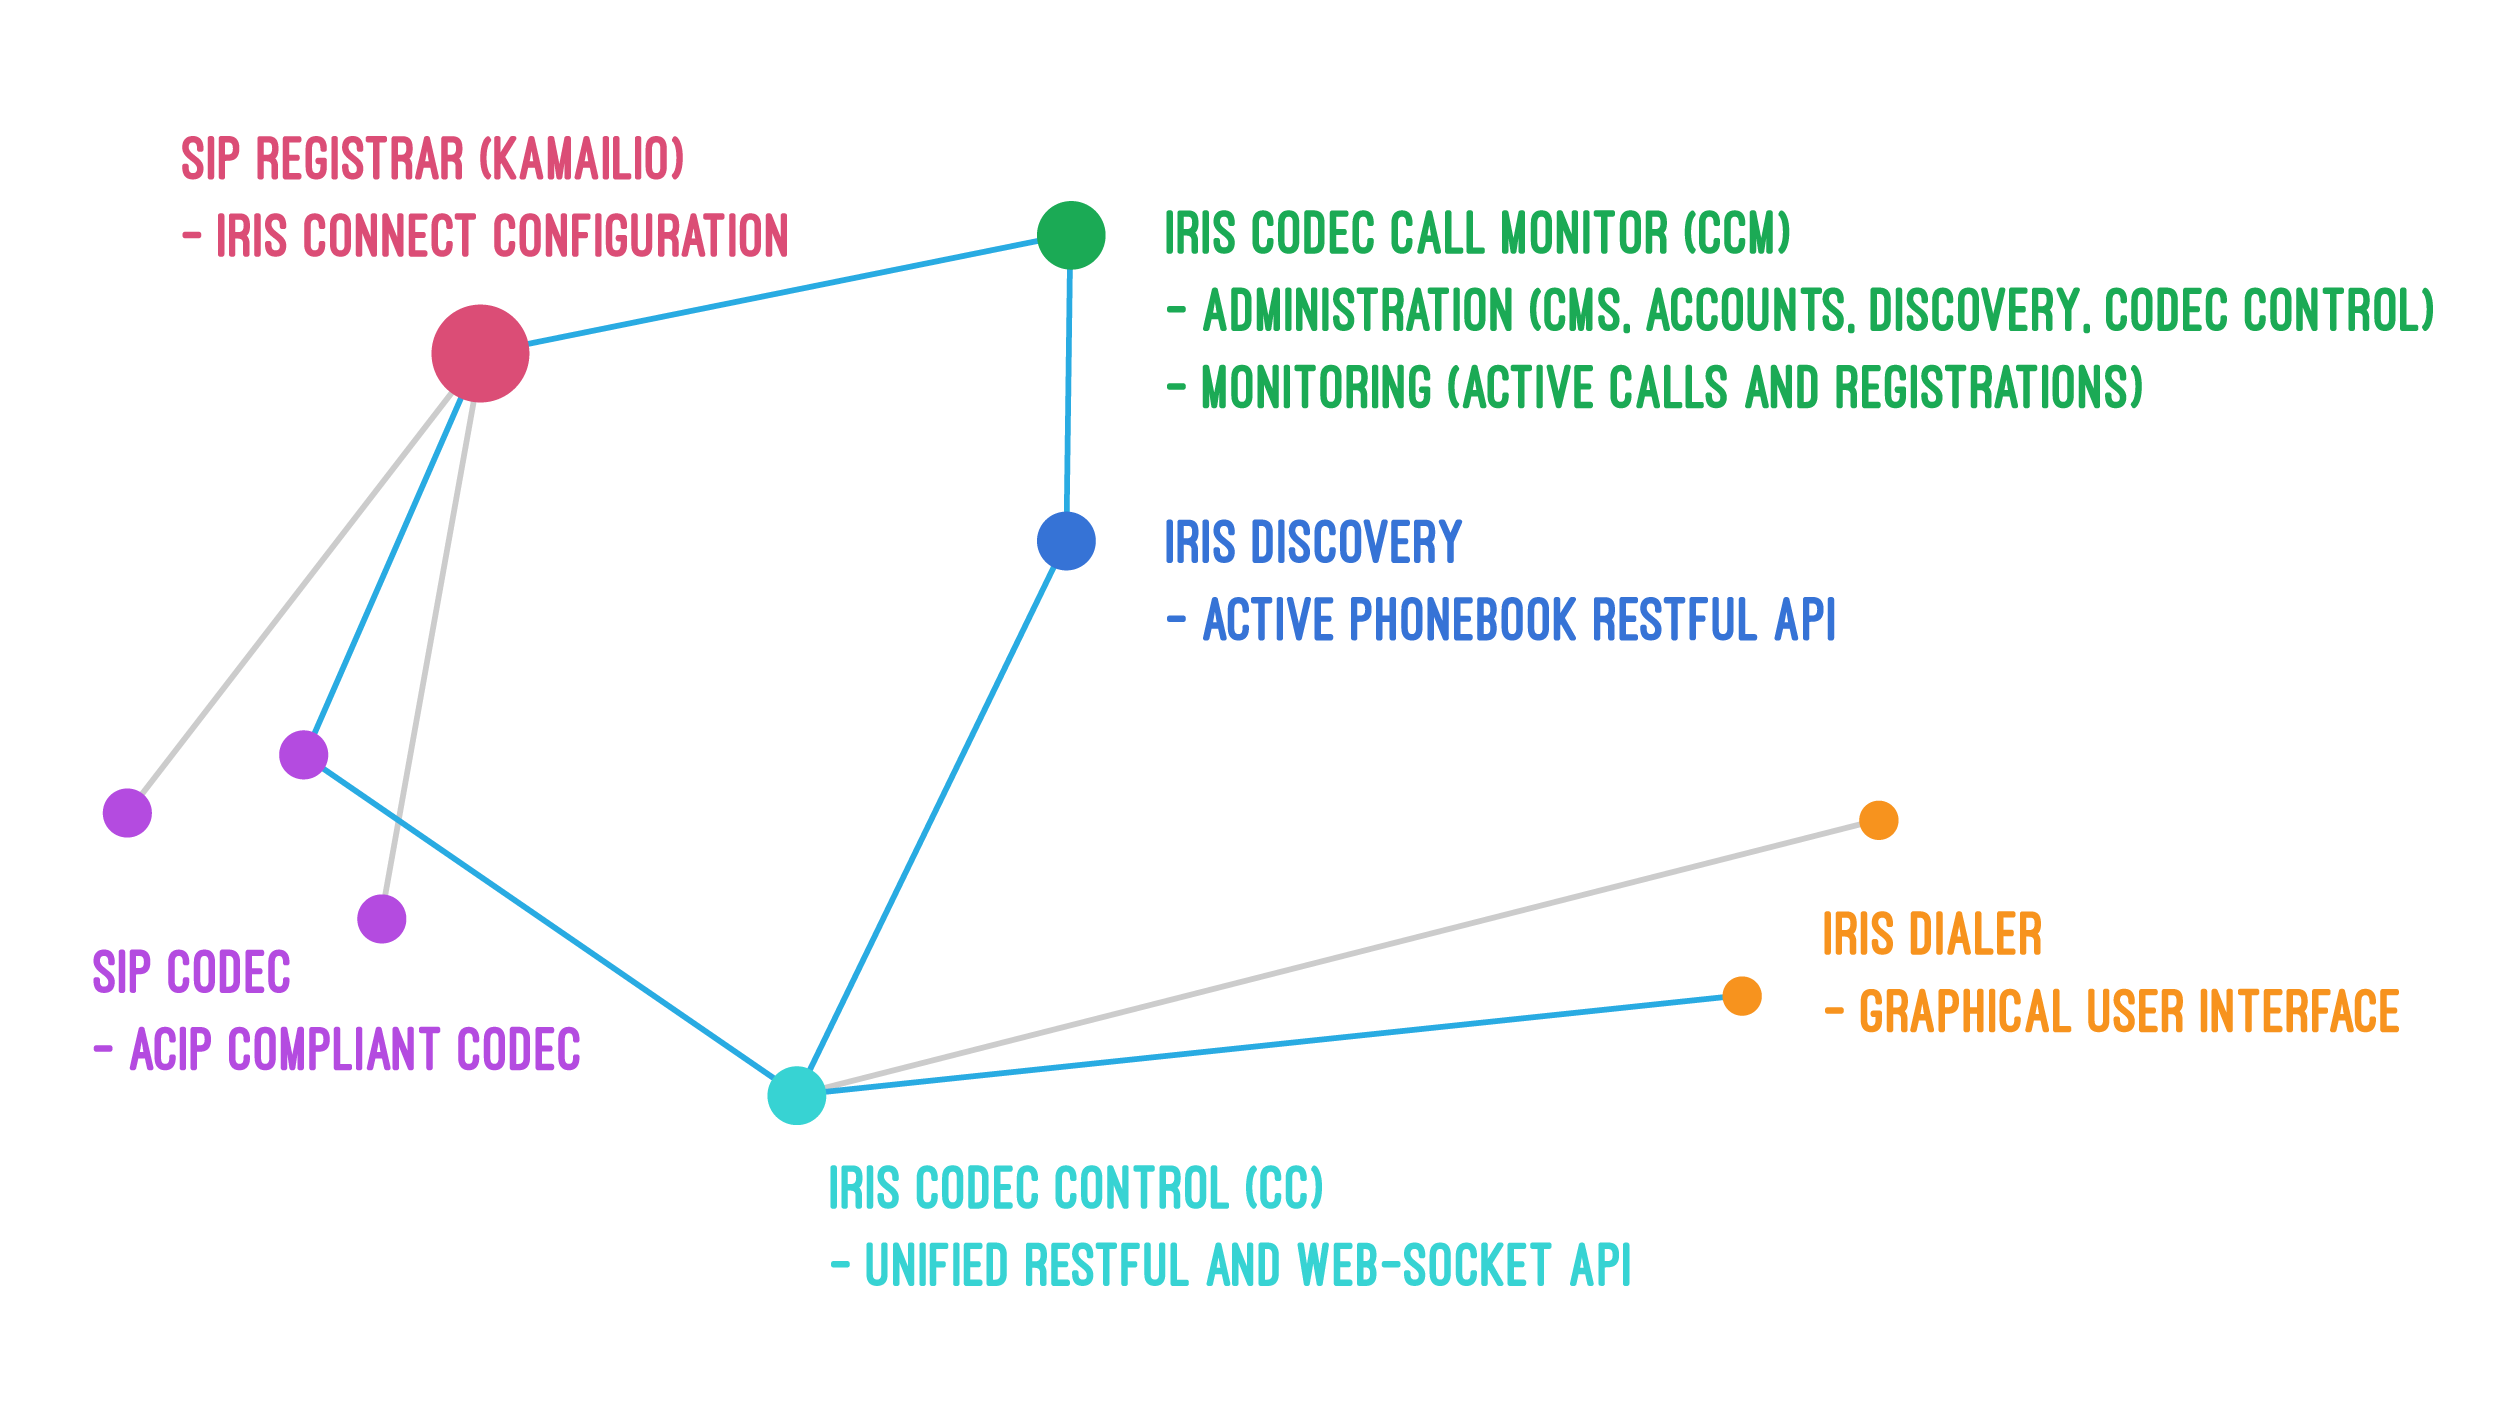 SIP REGISTRAR (KAMAILIO)
- IRIS CONNECT CONFIGURATION
IRIS CODEC CALL MONITOR (CCM)
- ADMINISTRATION (CMS, ACCOUNTS, DISCOVERY, CODEC CONTROL)
- MONITORING (ACTIVE CALLS AND REGISTRATIONS)
IRIS DISCOVERY
- ACTIVE PHONEBOOK RESTFUL API
SIP CODEC
- ACIP COMPLIANT CODEC
IRIS DIALER
- GRAPHICAL USER INTERFACE
IRIS CODEC CONTROL (CC)
- UNIFIED RESTFUL AND WEB-SOCKET API